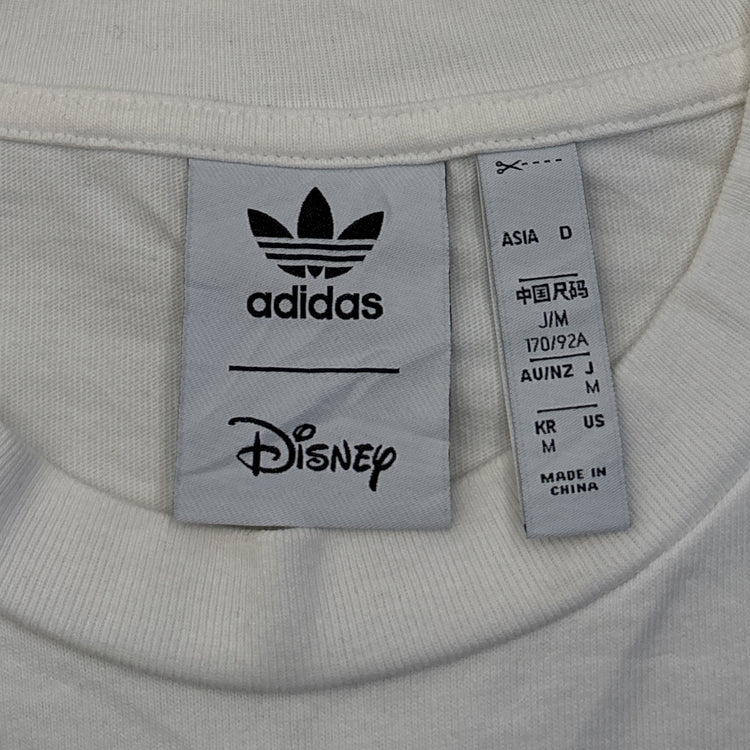 adidas
Disney
ASIA D
中国尺码
J/M
170/92A
AU/NZ J
M
KR US
M
MADE IN
CHINA